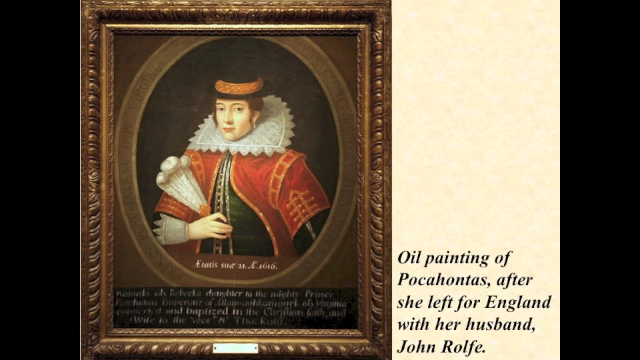 Ætatis suæ 21. A. 1616.
als Rebecka daughter to the mighty Prince
Powhatan Emperour of als Virginia
converted and baptized in the Christian faith, and
Wife to the
Oil painting of
Pocahontas, after
she left for England
with her husband,
John Rolfe.